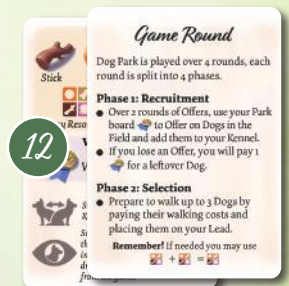 Game Round
Dog Park is played over 4 rounds, each
round is split into 4 phases.
Phase 1: Recruitment
● Over 2 rounds of Offers, use your Park
board to Offer on Dogs in the
Field and add them to your Kennel.
● If you lose an Offer, you will pay 1
for a leftover Dog.
Phase 2: Selection
● Prepare to walk up to 3 Dogs by
paying their walking costs and
placing them on your Lead.
Remember! If needed you may use
+ =
Stick
12